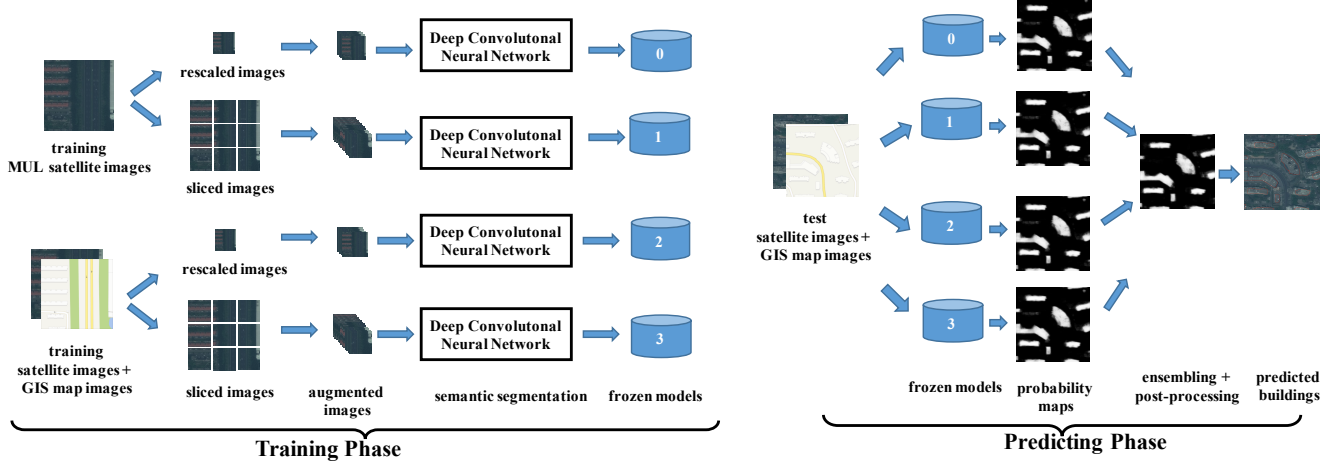 rescaled images
Deep Convolutonal
Neural Network
0
training
MUL satellite images
sliced images
Deep Convolutonal
Neural Network
1
rescaled images
Deep Convolutonal
Neural Network
2
training
satellite images +
GIS map images
sliced images
augmented
images
Deep Convolutonal
Neural Network
semantic segmentation
3
frozen models
Training Phase
0
1
test
satellite images +
GIS map images
2
3
frozen models
probability
maps
ensembling +
post-processing
predicted
buildings
Predicting Phase